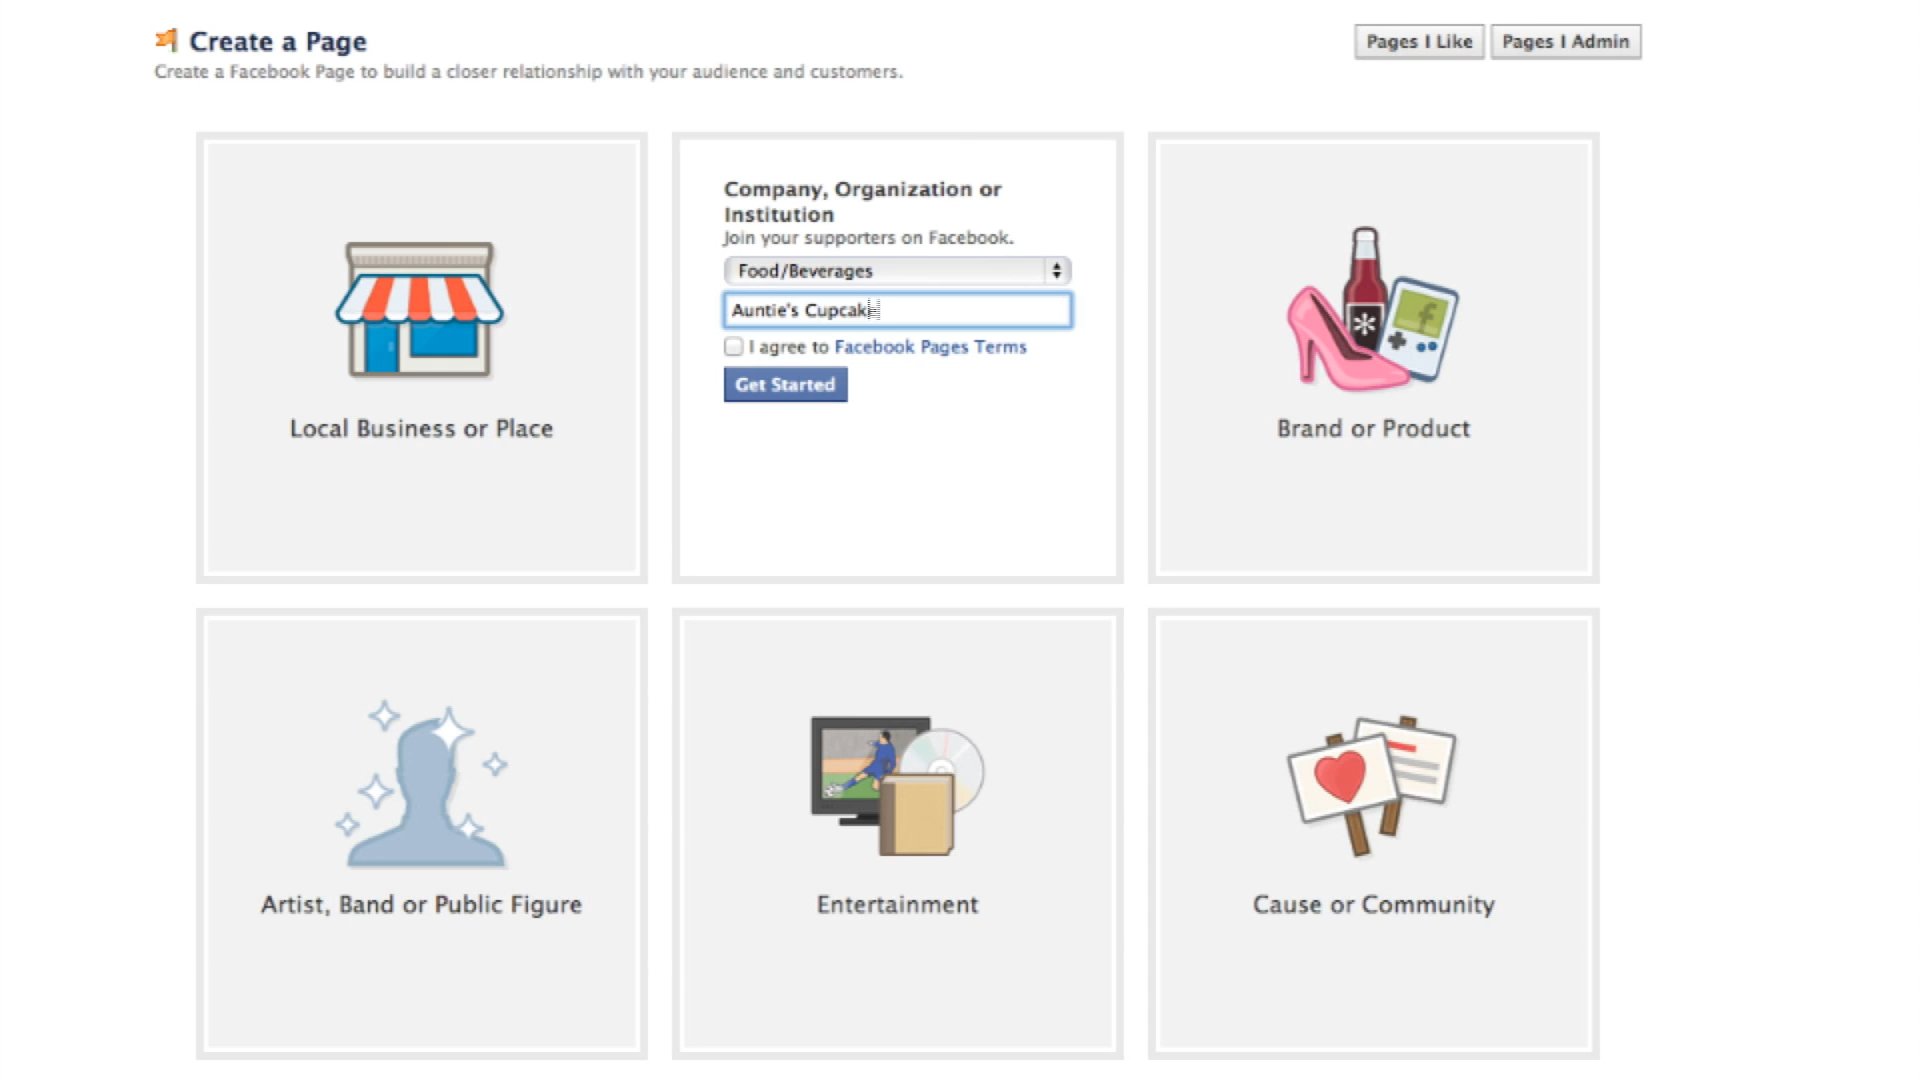 Create a Page
Pages I Like
Pages I Admin
Create a Facebook Page to build a closer relationship with your audience and customers.
Company, Organization or
Institution
Join your supporters on Facebook.
Food/Beverages
Auntie's Cupcak
I agree to Facebook Pages Terms
Get Started
Local Business or Place
Brand or Product
Artist, Band or Public Figure
Entertainment
Cause or Community